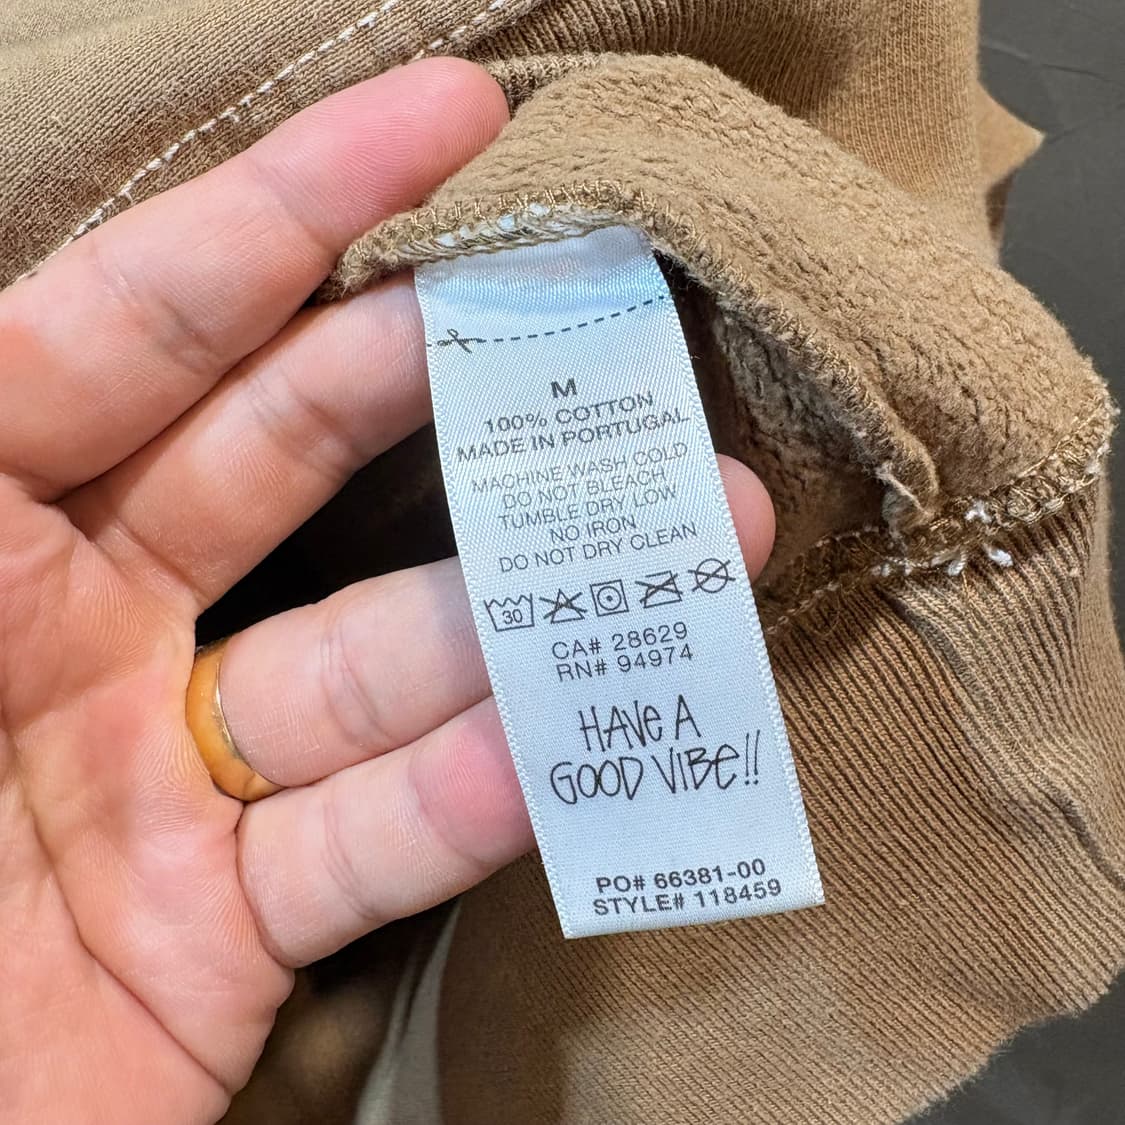 M
100% COTTON
MADE IN PORTUGAL
MACHINE WASH COLD
DO NOT BLEACH
TUMBLE DRY LOW
NO IRON
DO NOT DRY CLEAN
30
CA# 28629
RN# 94974
HAVE A
GOOD VIBE!!
PO# 66381-00
STYLE# 118459